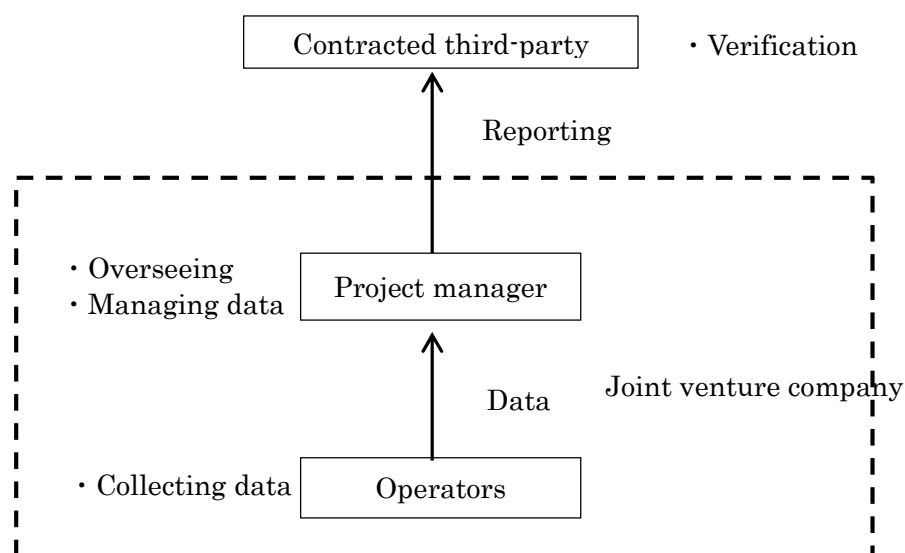 Contracted third-party
・Verification
Reporting
・Overseeing
・Managing data
Project manager
Data
Joint venture company
・Collecting data
Operators